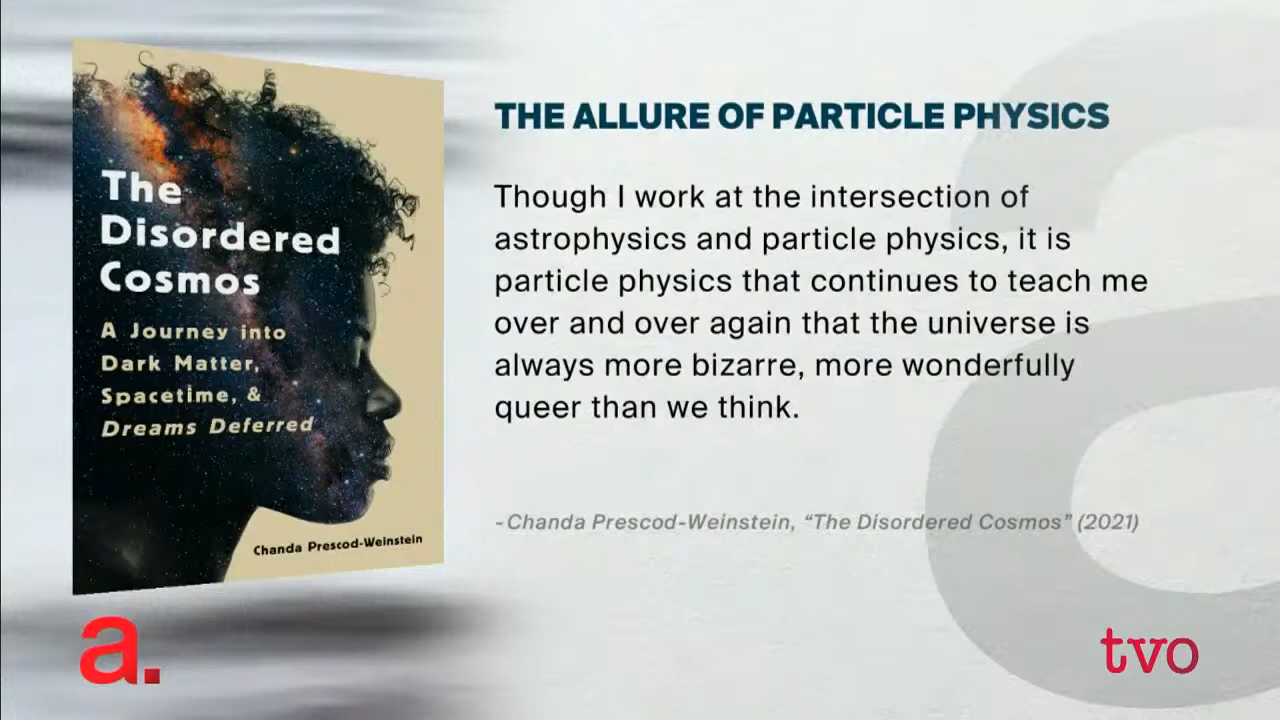 The
Disordered
Cosmos
A Journey into
Dark Matter,
Spacetime, &
Dreams Deferred
Chanda Prescod-Weinstein
THE ALLURE OF PARTICLE PHYSICS
Though I work at the intersection of
astrophysics and particle physics, it is
particle physics that continues to teach me
over and over again that the universe is
always more bizarre, more wonderfully
queer than we think.
-Chanda Prescod-Weinstein, “The Disordered Cosmos” (2021)
a.
tvo